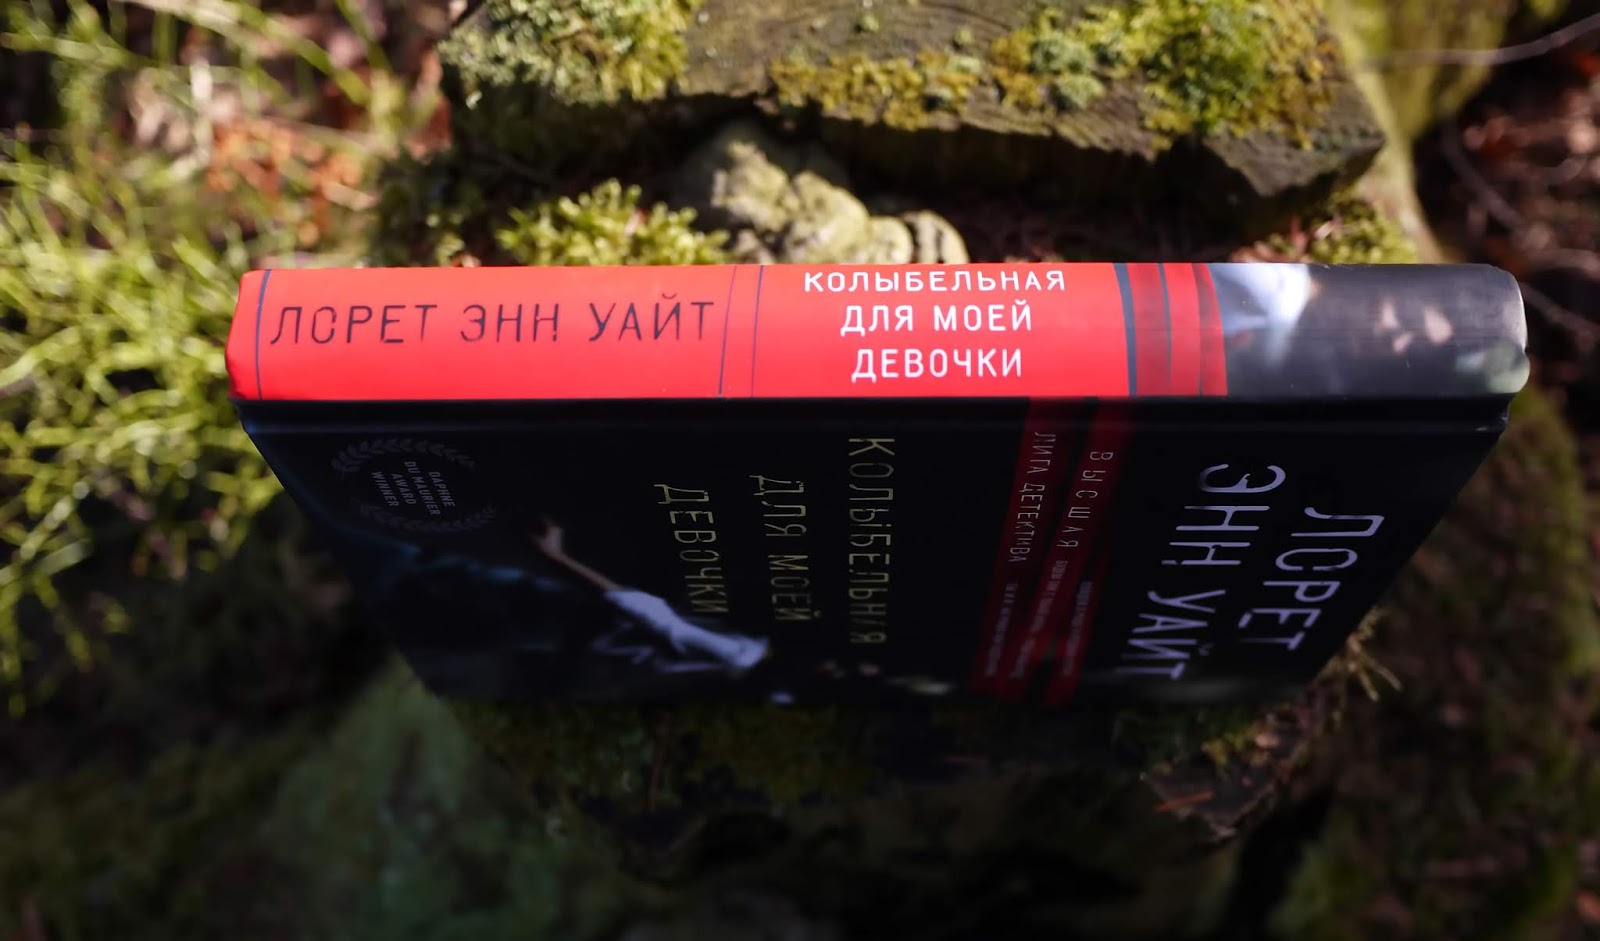 ЛОРЕТ ЭНН УАЙТ
КОЛЫБЕЛЬНАЯ
ДЛЯ МОЕЙ
ДЕВОЧКИ
ЛОРЕТ
ЭНН УАЙТ
ВЫСШАЯ
ЛИГА ДЕТЕКТИВА
КОЛЫБЕЛЬНАЯ
ДЛЯ МОЕЙ
ДЕВОЧКИ
DAPHNE
DU MAURIER
AWARD
WINNER